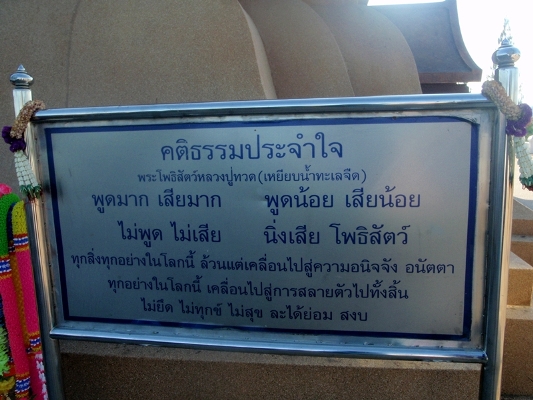 คติธรรมประจำใจ
พระโพธิสัตว์หลวงปู่ทวด(เหยียบน้ำทะเลจืด)
พูดมาก เสียมาก พูดน้อย เสียน้อย
ไม่พูด ไม่เสีย นิ่งเสีย โพธิสัตว์
ทุกสิ่งทุกอย่างในโลกนี้ ล้วนแต่เคลื่อนไปสู่ความอนิจจัง อนัตตา
ทุกอย่างในโลกนี้ เคลื่อนไปสู่การสลายตัวไปทั้งสิ้น
ไม่ยึด ไม่ทุกข์ ไม่สุข ละได้ย่อม สงบ